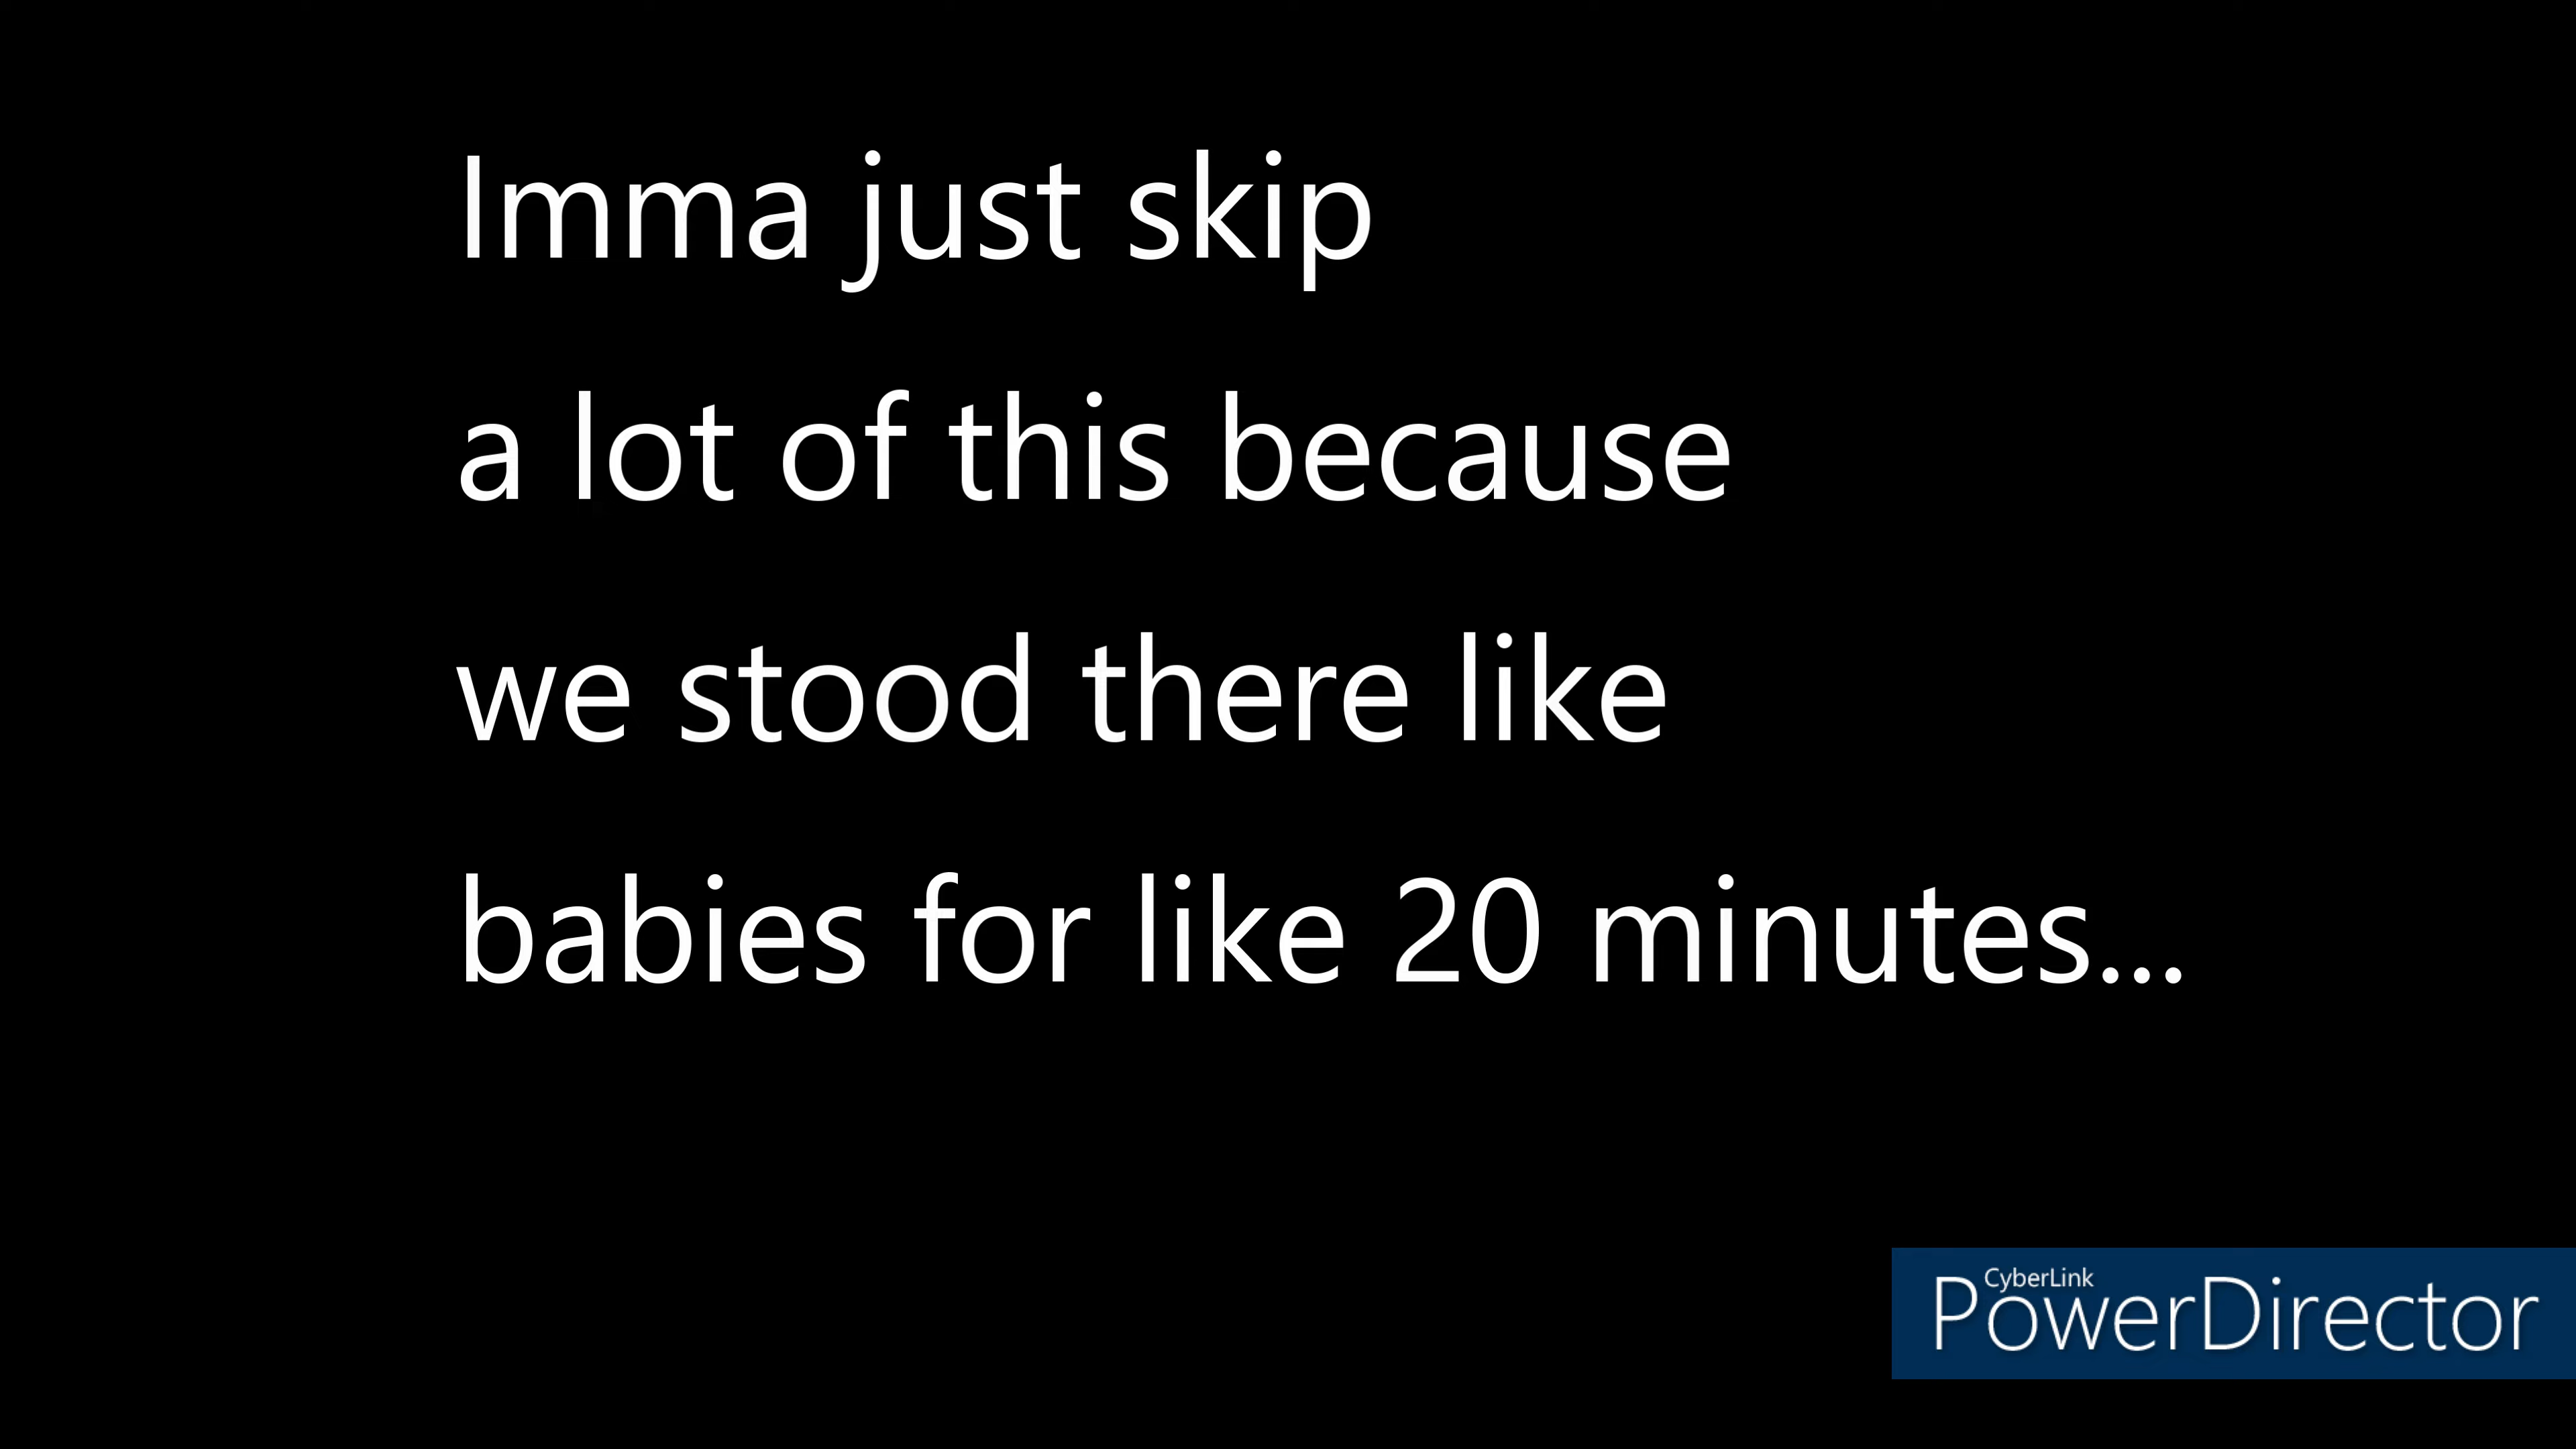 Imma just skip
a lot of this because
we stood there like
babies for like 20 minutes...
CyberLink
PowerDirector